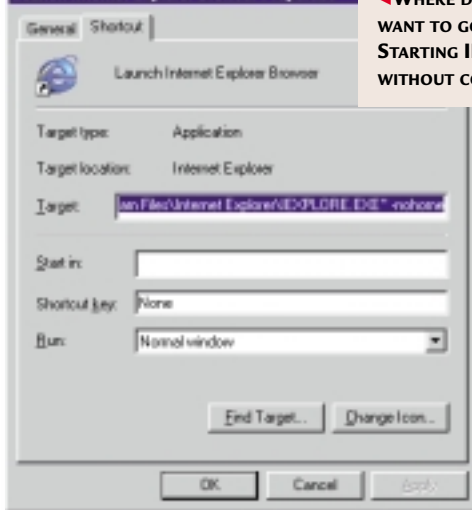 WHERE D
WANT TO G
STARTING I
WITHOUT C
General Shortcut
Launch Internet Explorer Browser
Target type: Application
Target location: Internet Explorer
Target: am Files\Internet Explorer\IEXPLORE.EXE" -nohome
Start in:
Shortcut key: None
Run: Normal window
Find Target... Change Icon...
OK Cancel Apply